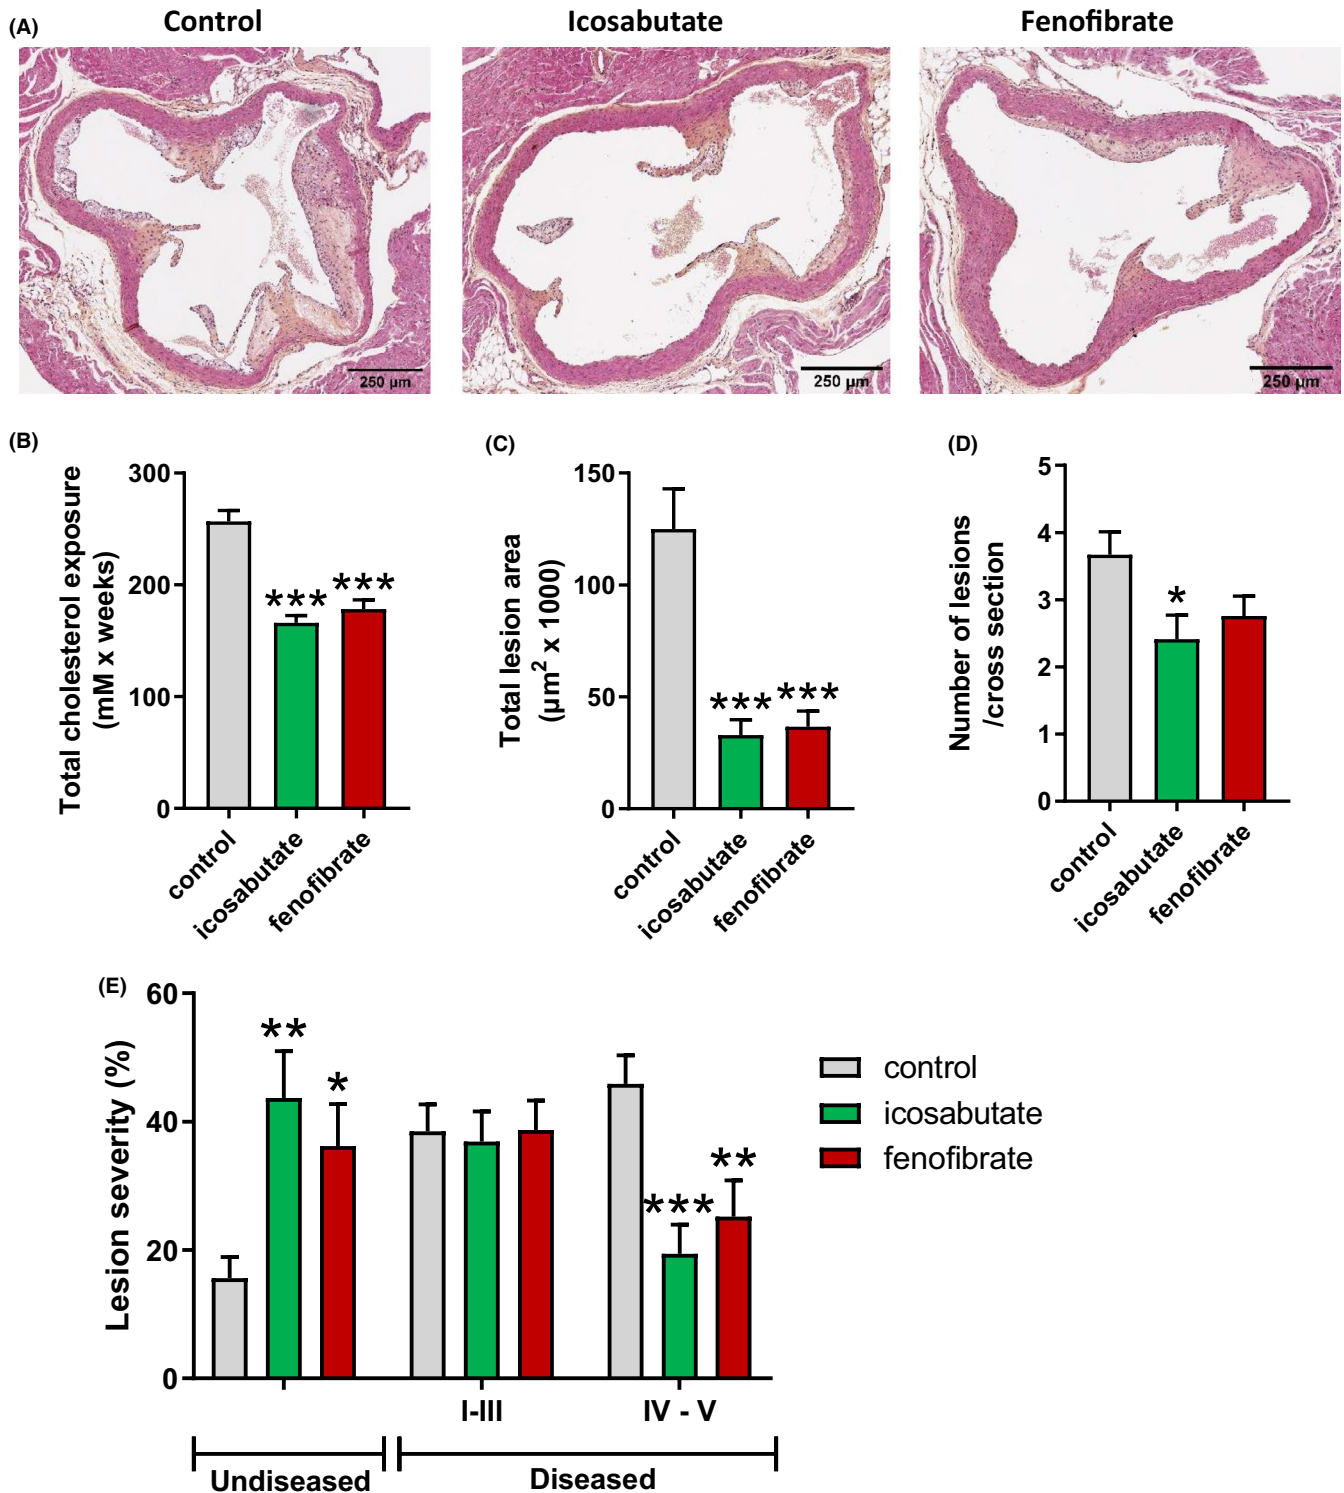 (A)
Control
Icosabutate
Fenofibrate
250 µm
250 µm
250 µm
(B)
Total cholesterol exposure
(mM x weeks)
300
200
100
0
***
***
control
icosabutate
fenofibrate
(C)
Total lesion area
(µm² x 1000)
150
100
50
0
***
***
control
icosabutate
fenofibrate
(D)
Number of lesions
/cross section
5
4
3
2
1
0
*
control
icosabutate
fenofibrate
(E)
Lesion severity (%)
60
40
20
0
**
*
***
**
control
icosabutate
fenofibrate
I-III
IV - V
Undiseased
Diseased